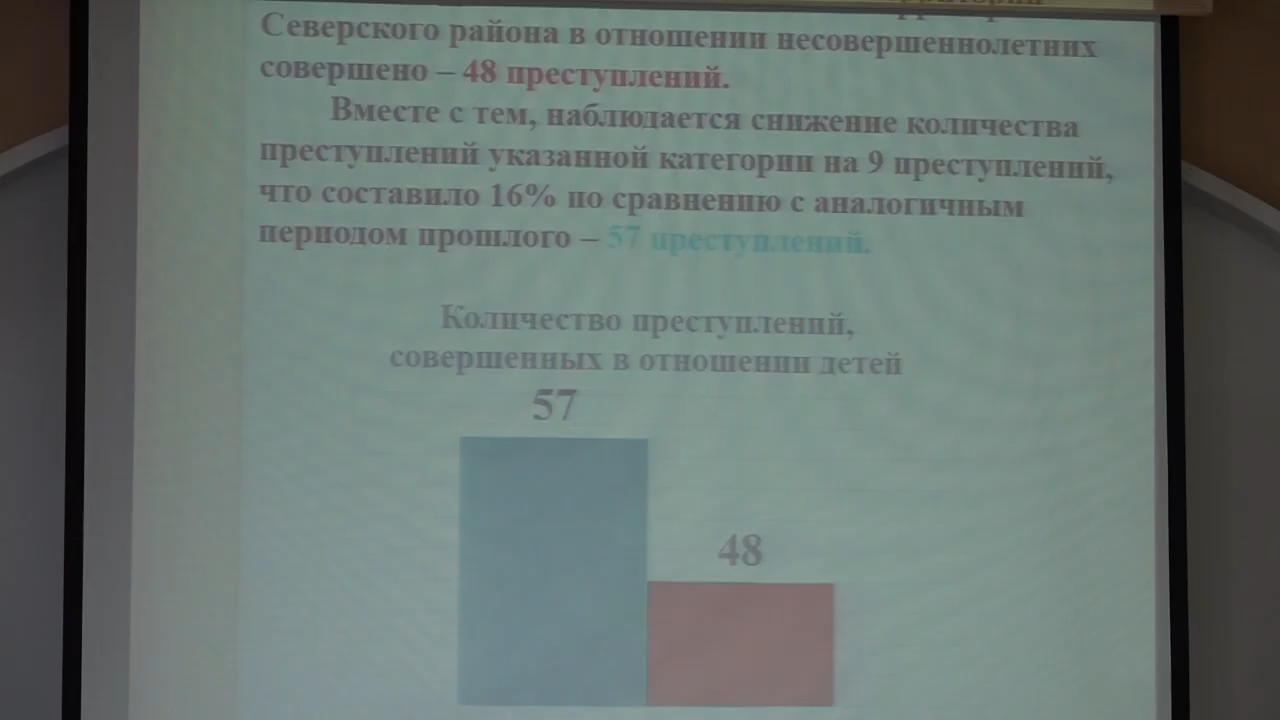 Северского района в отношении несовершеннолетних
совершено – 48 преступлений.
Вместе с тем, наблюдается снижение количества
преступлений указанной категории на 9 преступлений,
что составило 16% по сравнению с аналогичным
периодом прошлого – 57 преступлений.
Количество преступлений,
совершенных в отношении детей
57
48